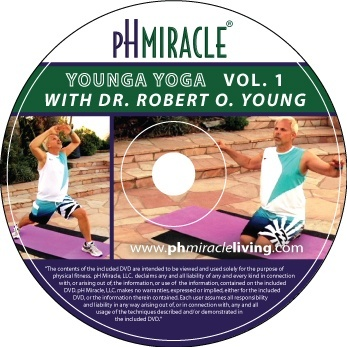 pHMIRACLE®
YOUNGA YOGA VOL. 1
WITH DR. ROBERT O. YOUNG
www.phmiracleliving.com
"The contents of the included DVD are intended to be viewed and used solely for the purpose of
physical fitness. pH Miracle, LLC. declaims any and all liability of any and every kind in connection
with, or arising out of, the information, or use of the information, contained on the included
DVD. pH Miracle, LLC. makes no warranties, expressed or implied, either for the included
DVD, or the information therein contained. Each user assumes all responsibility
and liability in any way arising out of, or in connection with, any and all
usage of the techniques described and/or demonstrated in
the included DVD."